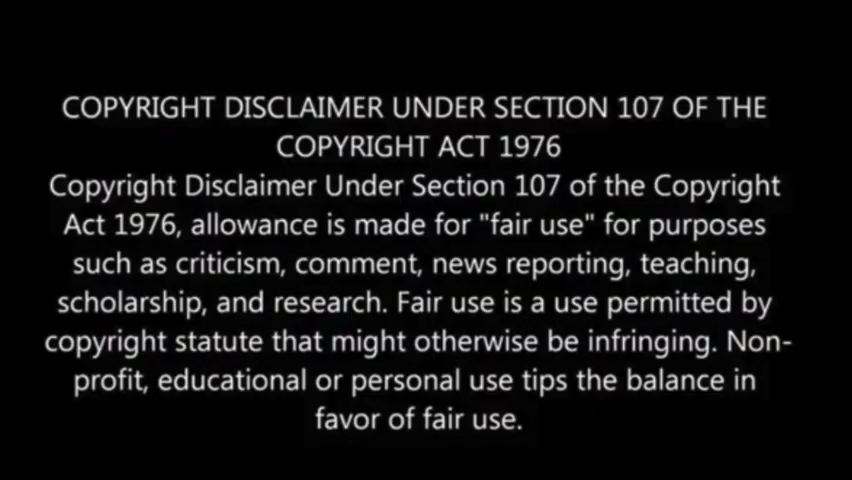 COPYRIGHT DISCLAIMER UNDER SECTION 107 OF THE
COPYRIGHT ACT 1976
Copyright Disclaimer Under Section 107 of the Copyright
Act 1976, allowance is made for "fair use" for purposes
such as criticism, comment, news reporting, teaching,
scholarship, and research. Fair use is a use permitted by
copyright statute that might otherwise be infringing. Non-
profit, educational or personal use tips the balance in
favor of fair use.